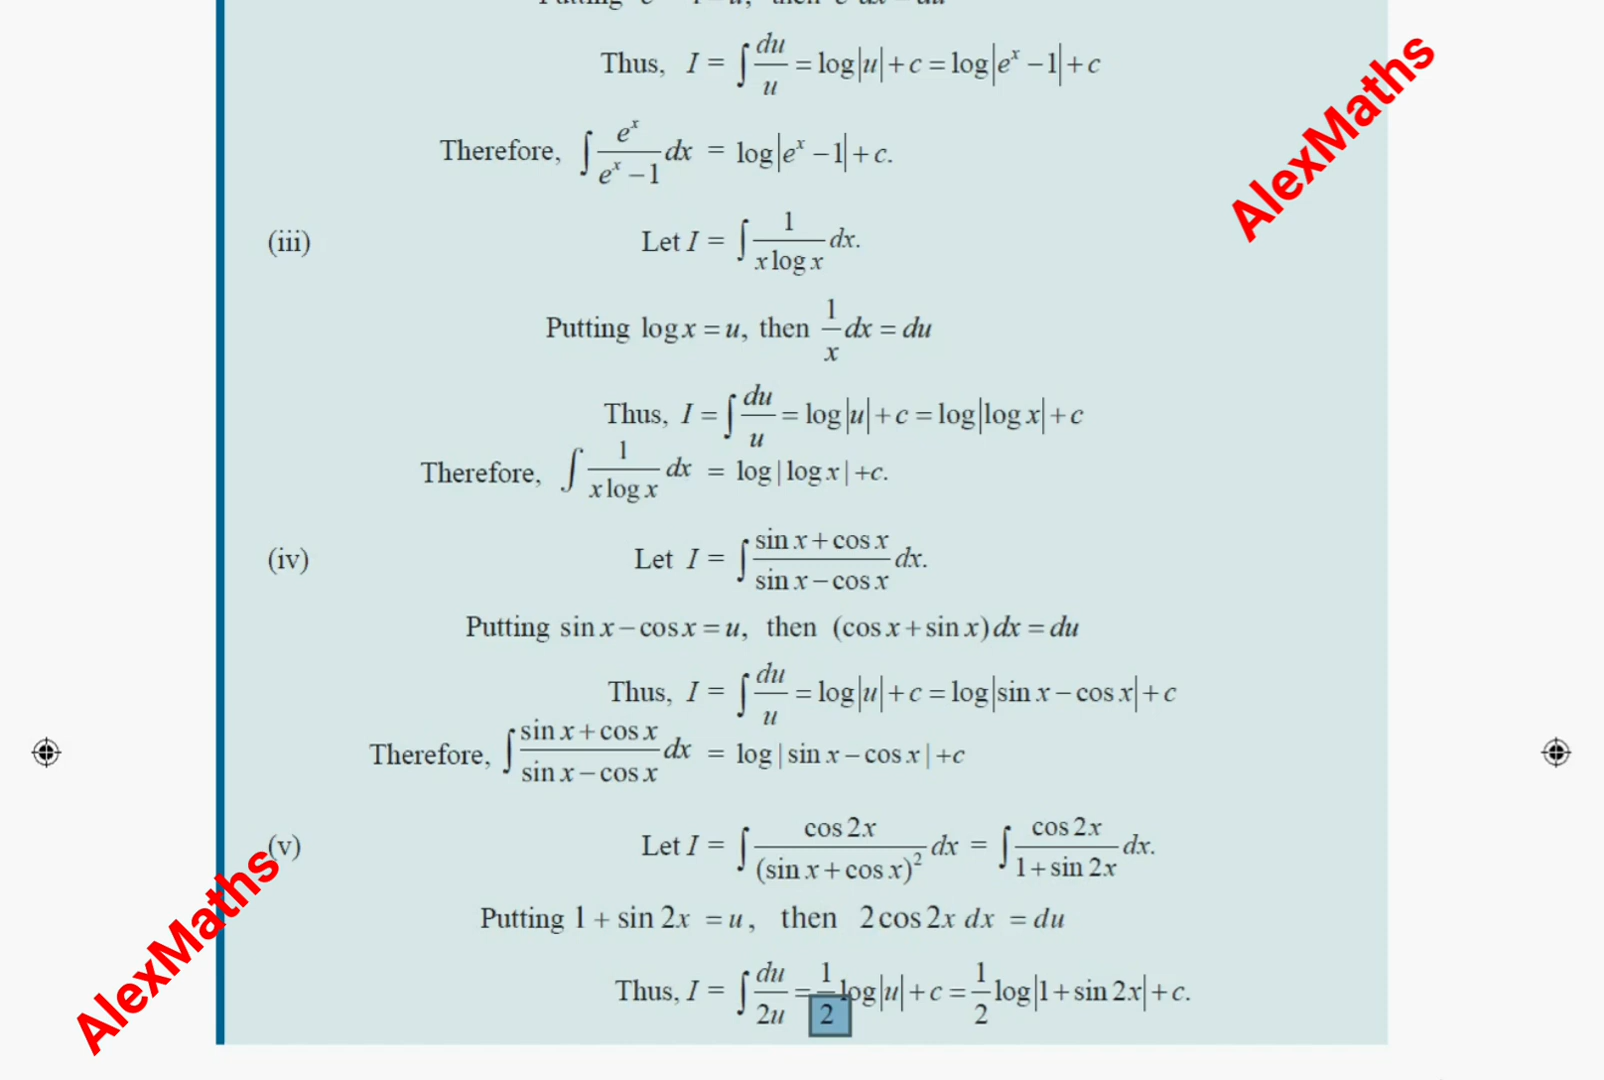 Thus, I = ∫ du/u = log|u| + c = log|e^x − 1| + c
Therefore, ∫ e^x/(e^x − 1) dx = log|e^x − 1| + c.
(iii) Let I = ∫ 1/(x log x) dx.
Putting log x = u, then 1/x dx = du
Thus, I = ∫ du/u = log|u| + c = log|log x| + c
Therefore, ∫ 1/(x log x) dx = log | log x | +c.
(iv) Let I = ∫ (sin x + cos x)/(sin x − cos x) dx.
Putting sin x − cos x = u, then (cos x + sin x) dx = du
Thus, I = ∫ du/u = log|u| + c = log|sin x − cos x| + c
Therefore, ∫ (sin x + cos x)/(sin x − cos x) dx = log | sin x − cos x | +c
(v) Let I = ∫ cos 2x/(sin x + cos x)² dx = ∫ cos 2x/(1 + sin 2x) dx.
Putting 1 + sin 2x = u, then 2 cos 2x dx = du
Thus, I = ∫ du/2u = 1/2 log|u| + c = 1/2 log|1 + sin 2x| + c.
AlexMaths
AlexMaths